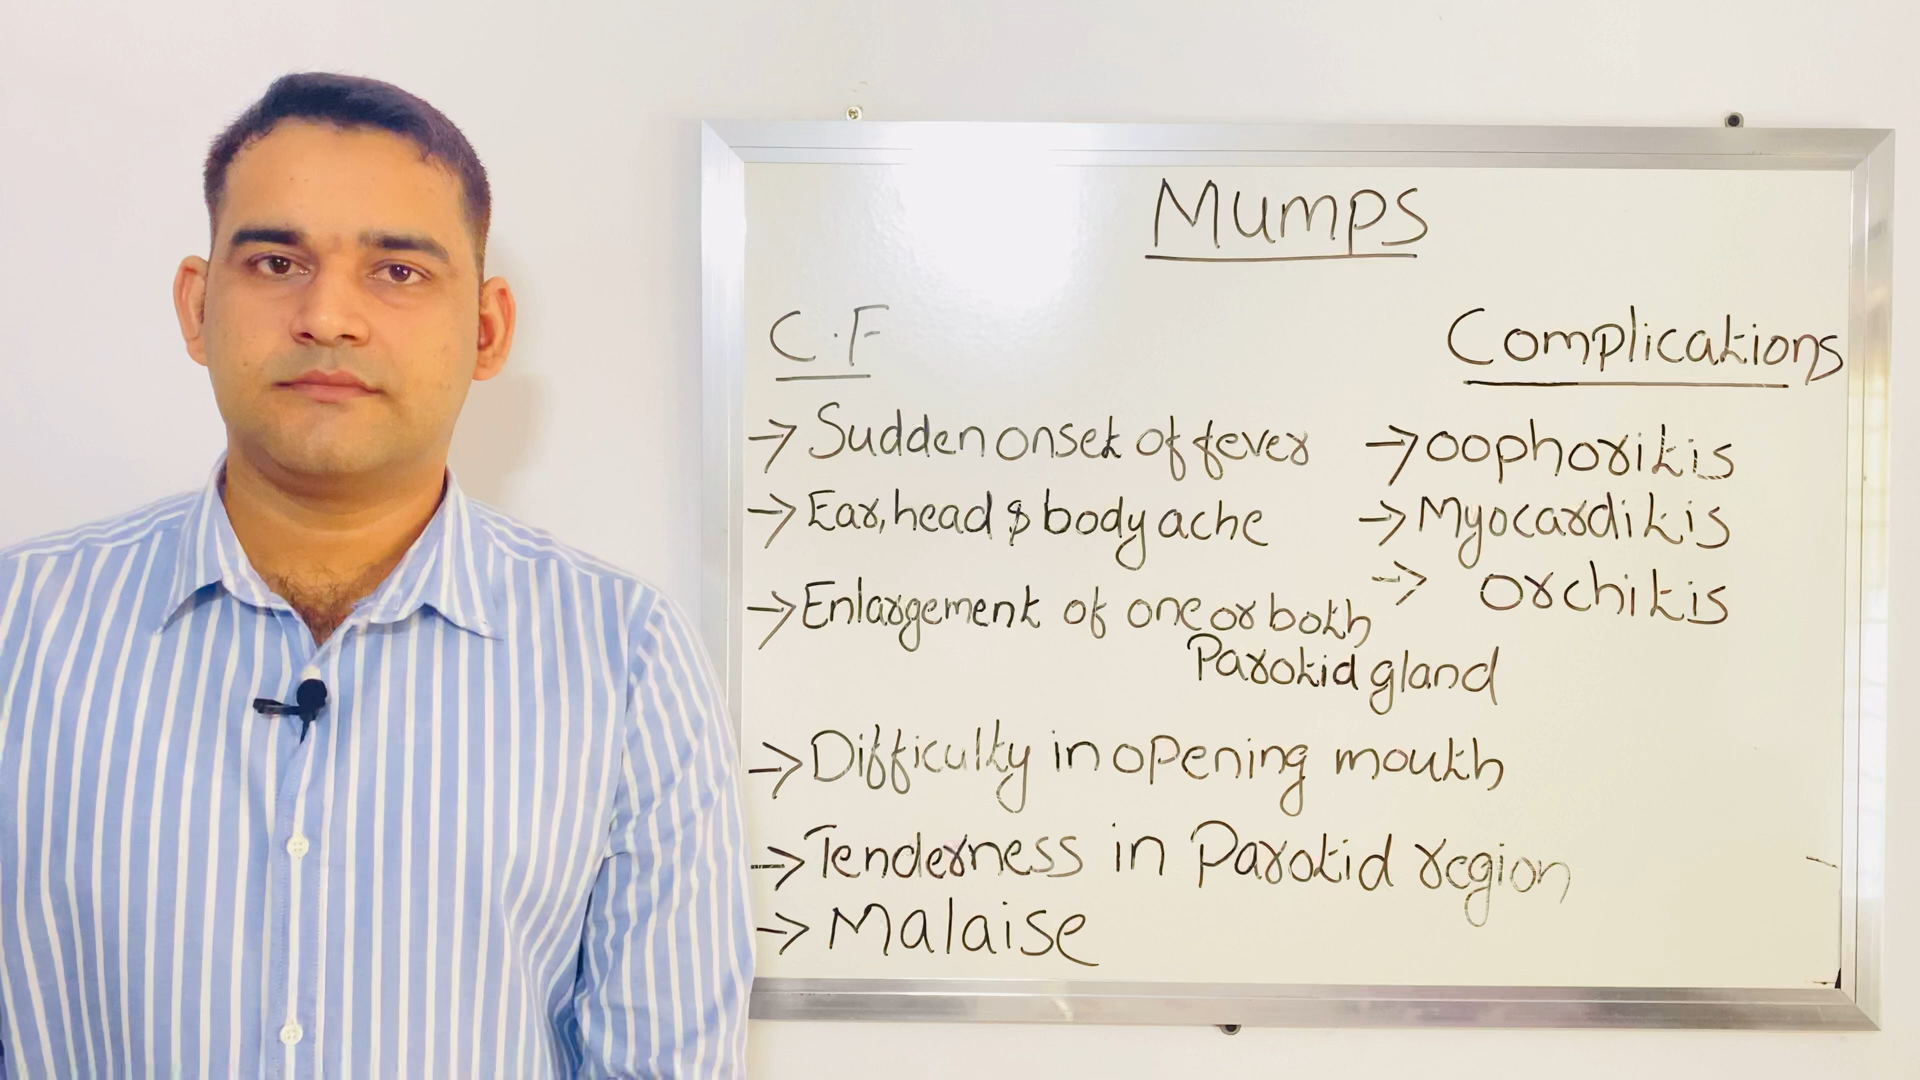 Mumps
C.F
→ Sudden onset of fever
→ Ear, head & body ache
→ Enlargement of one or both
Parotid gland
→ Difficulty in opening mouth
→ Tenderness in Parotid region
→ Malaise
Complications
→ oophoritis
→ Myocarditis
→ orchitis